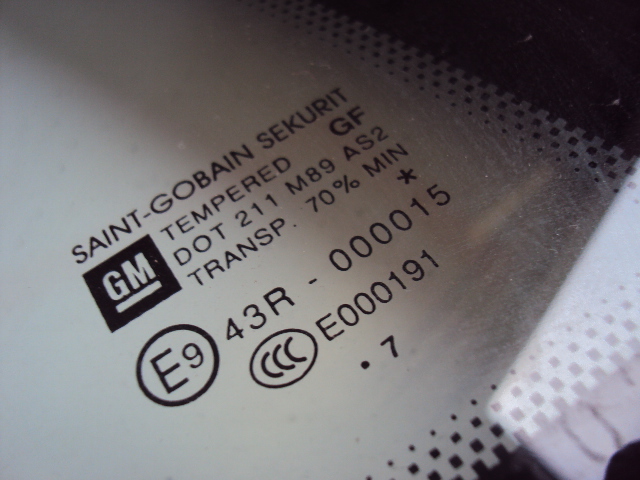 SAINT-GOBAIN SEKURIT
GM
TEMPERED GF
DOT 211 M89 AS2
TRANSP. 70% MIN
*
E9 43R - 000015
CCC E000191
. 7